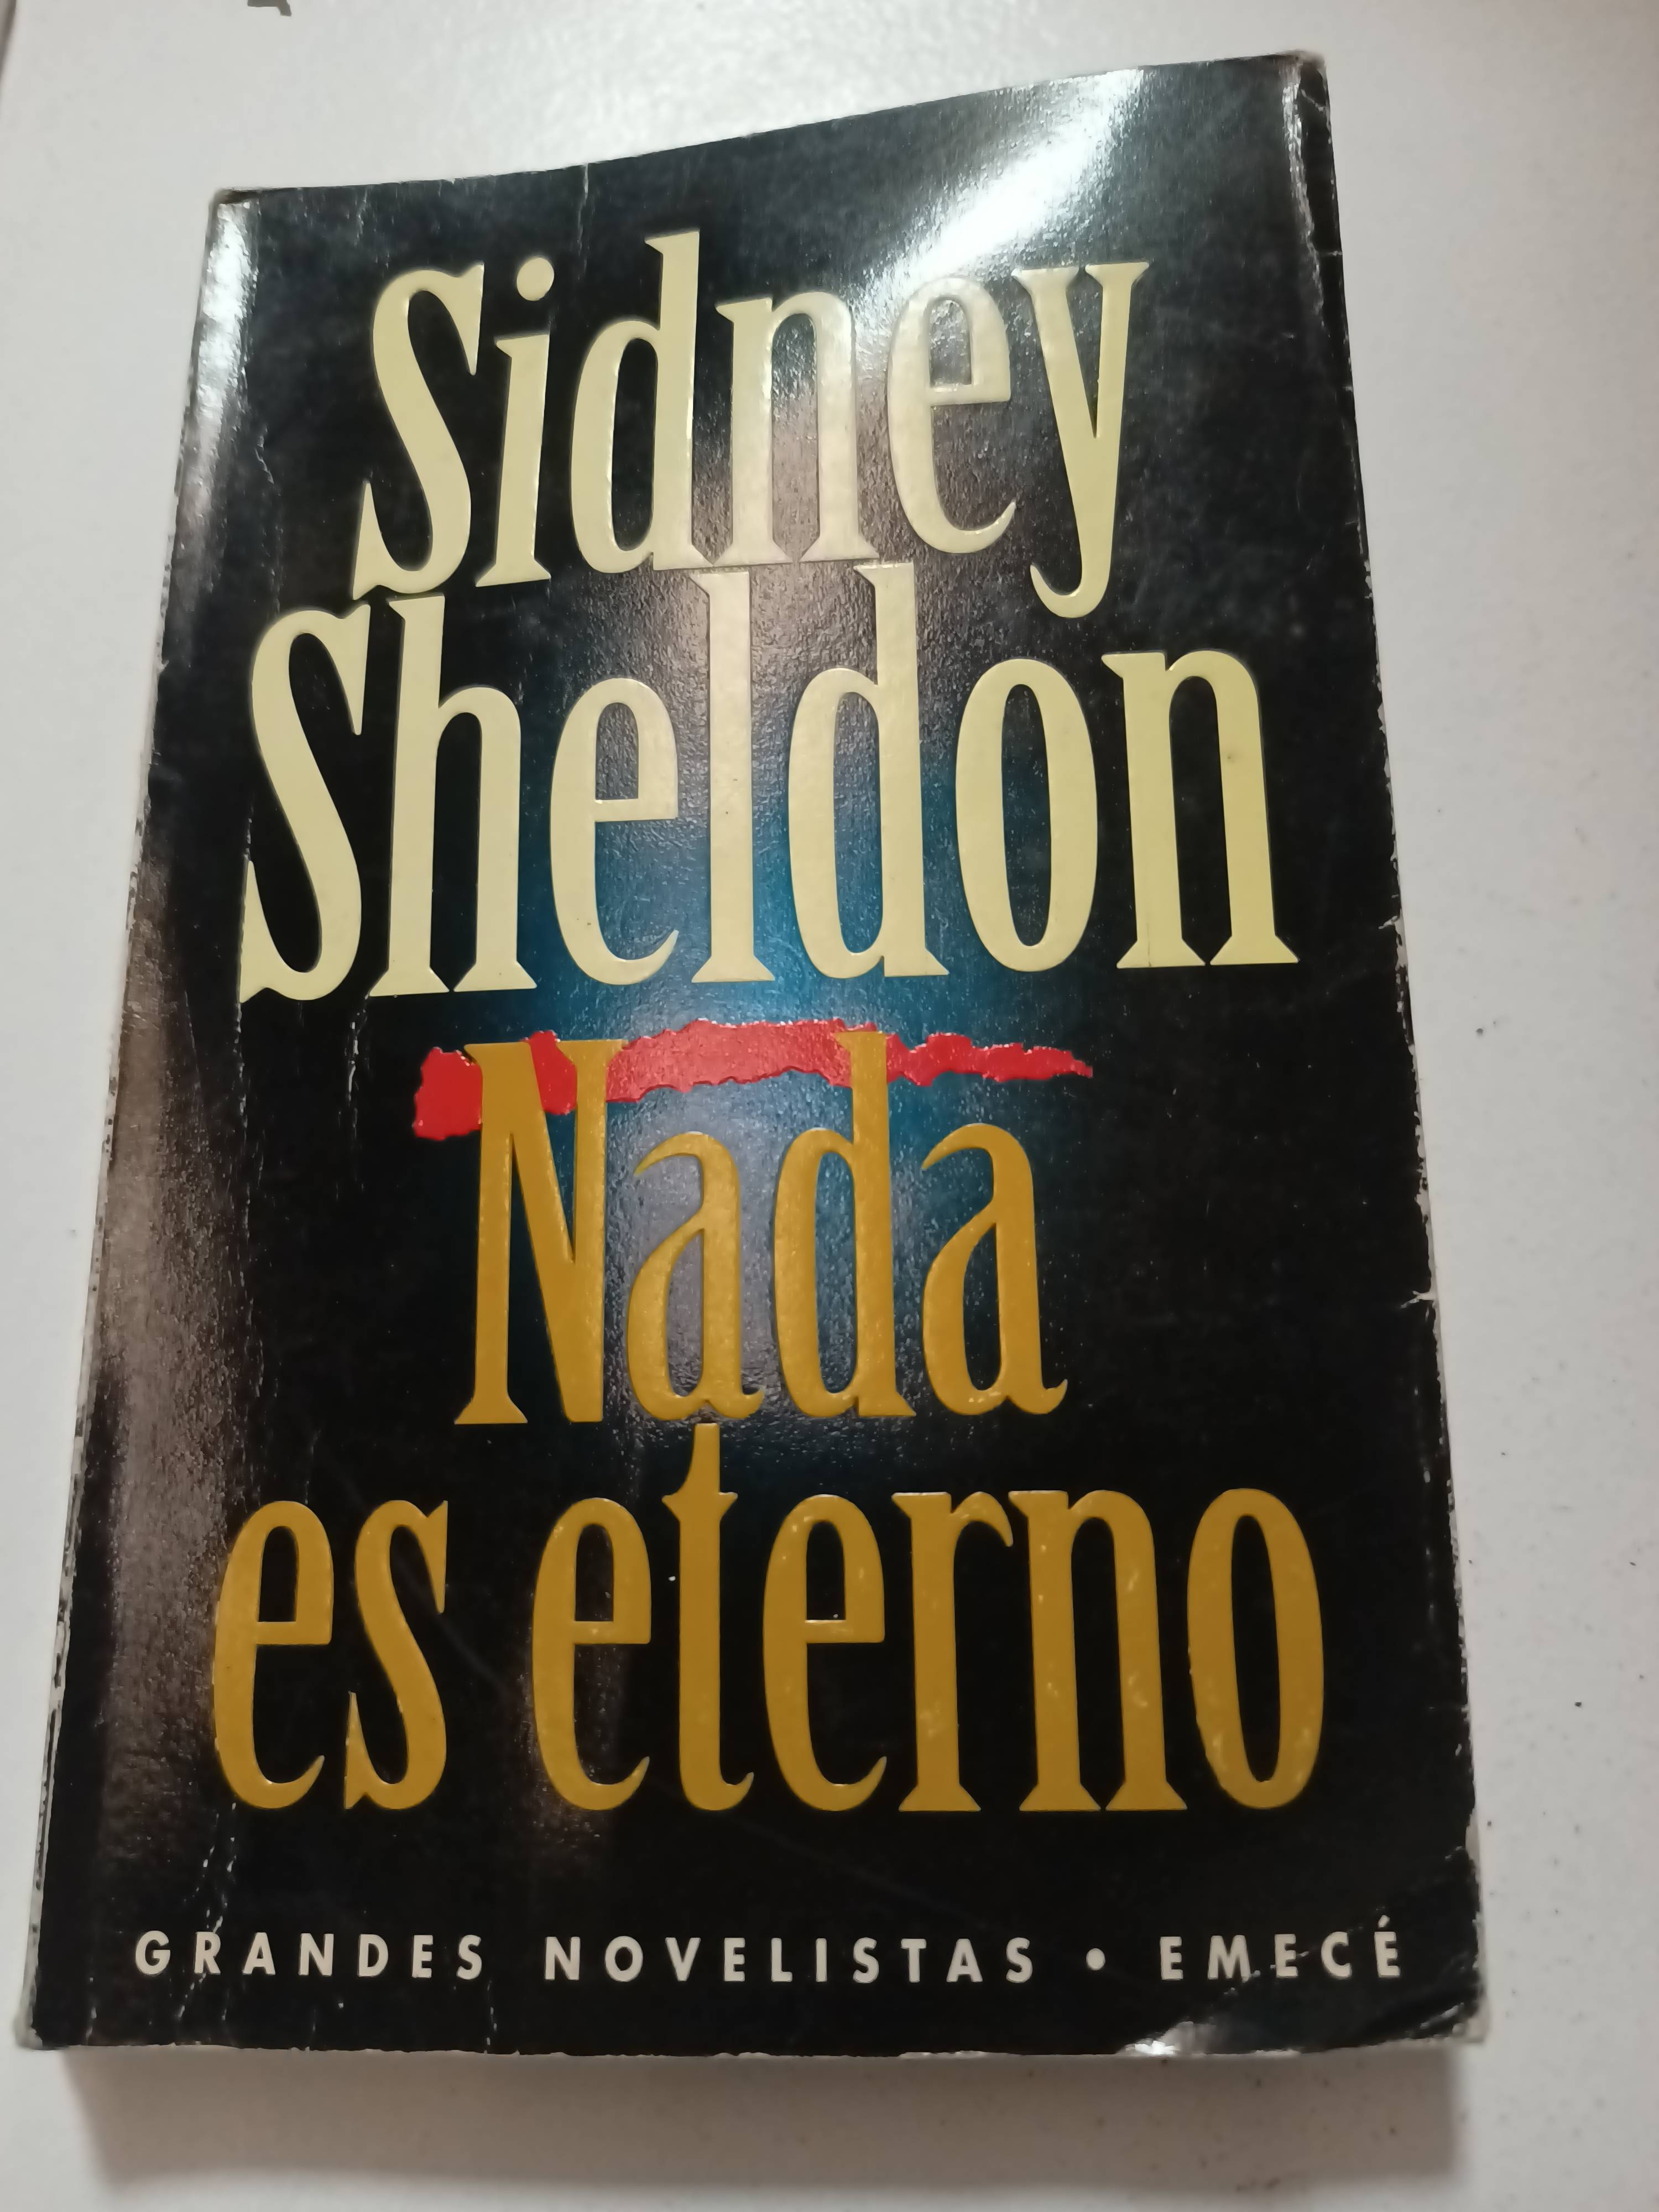 Sidney
Sheldon
Nada
es eterno
GRANDES NOVELISTAS • EMECÉ